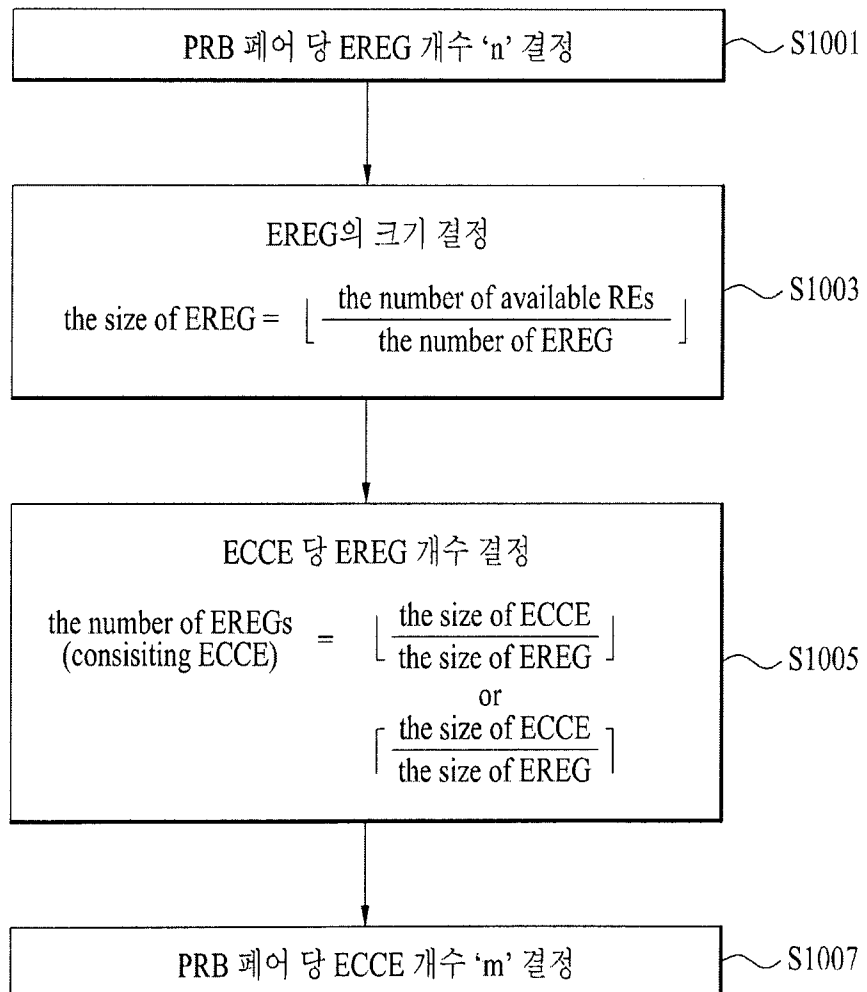 PRB 페어 당 EREG 개수 ‘n’ 결정
S1001
EREG의 크기 결정
the size of EREG = ⌊ the number of available REs
the number of EREG ⌋
S1003
ECCE 당 EREG 개수 결정
the number of EREGs
(consisiting ECCE)
= ⌊ the size of ECCE
the size of EREG ⌋
or
⌈ the size of ECCE
the size of EREG ⌉
S1005
PRB 페어 당 ECCE 개수 ‘m’ 결정
S1007